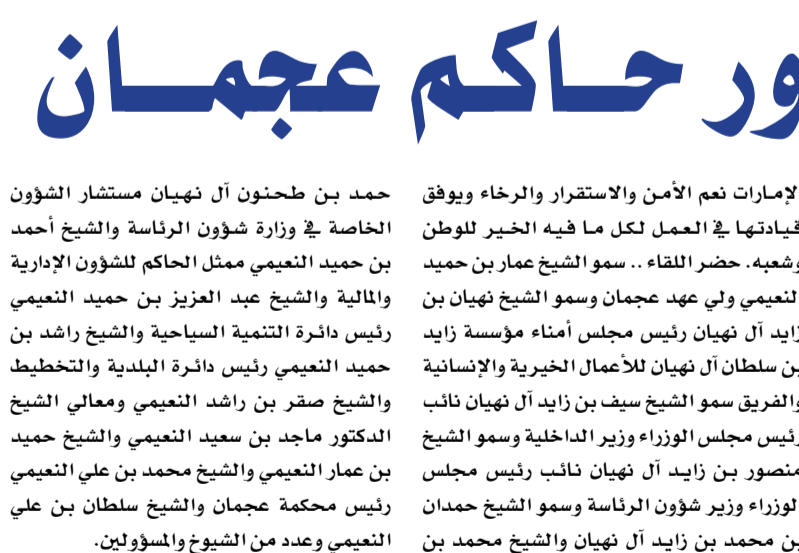 ور حـاكم عجمـان
لإمارات نعم الأمن والاستقرار والرخاء ويوفق
قيادتها في العمل لكل ما فيه الخير للوطن
وشعبه. حضر اللقاء .. سمو الشيخ عمار بن حميد
النعيمي ولي عهد عجمان وسمو الشيخ نهيان بن
زايد آل نهيان رئيس مجلس أمناء مؤسسة زايد
بن سلطان آل نهيان للأعمال الخيرية والإنسانية
والفريق سمو الشيخ سيف بن زايد آل نهيان نائب
رئيس مجلس الوزراء وزير الداخلية وسمو الشيخ
منصور بن زايد آل نهيان نائب رئيس مجلس
الوزراء وزير شؤون الرئاسة وسمو الشيخ حمدان
بن محمد بن زايد آل نهيان والشيخ محمد بن
حمد بن طحنون آل نهيان مستشار الشؤون
الخاصة في وزارة شؤون الرئاسة والشيخ أحمد
بن حميد النعيمي ممثل الحاكم للشؤون الإدارية
والمالية والشيخ عبد العزيز بن حميد النعيمي
رئيس دائرة التنمية السياحية والشيخ راشد بن
حميد النعيمي رئيس دائرة البلدية والتخطيط
والشيخ صقر بن راشد النعيمي ومعالي الشيخ
الدكتور ماجد بن سعيد النعيمي والشيخ حميد
بن عمار النعيمي والشيخ محمد بن علي النعيمي
رئيس محكمة عجمان والشيخ سلطان بن علي
النعيمي وعدد من الشيوخ والمسؤولين.